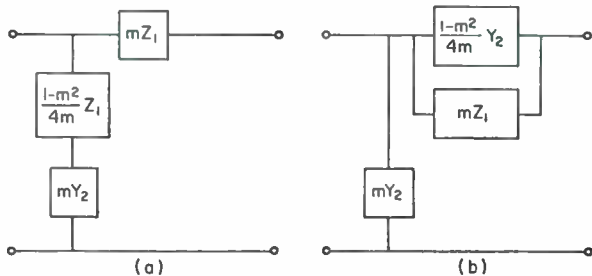 mZ₁
1-m²
4m Z₁
mY₂
(a)
1-m²
4m Y₂
mZ₁
mY₂
(b)